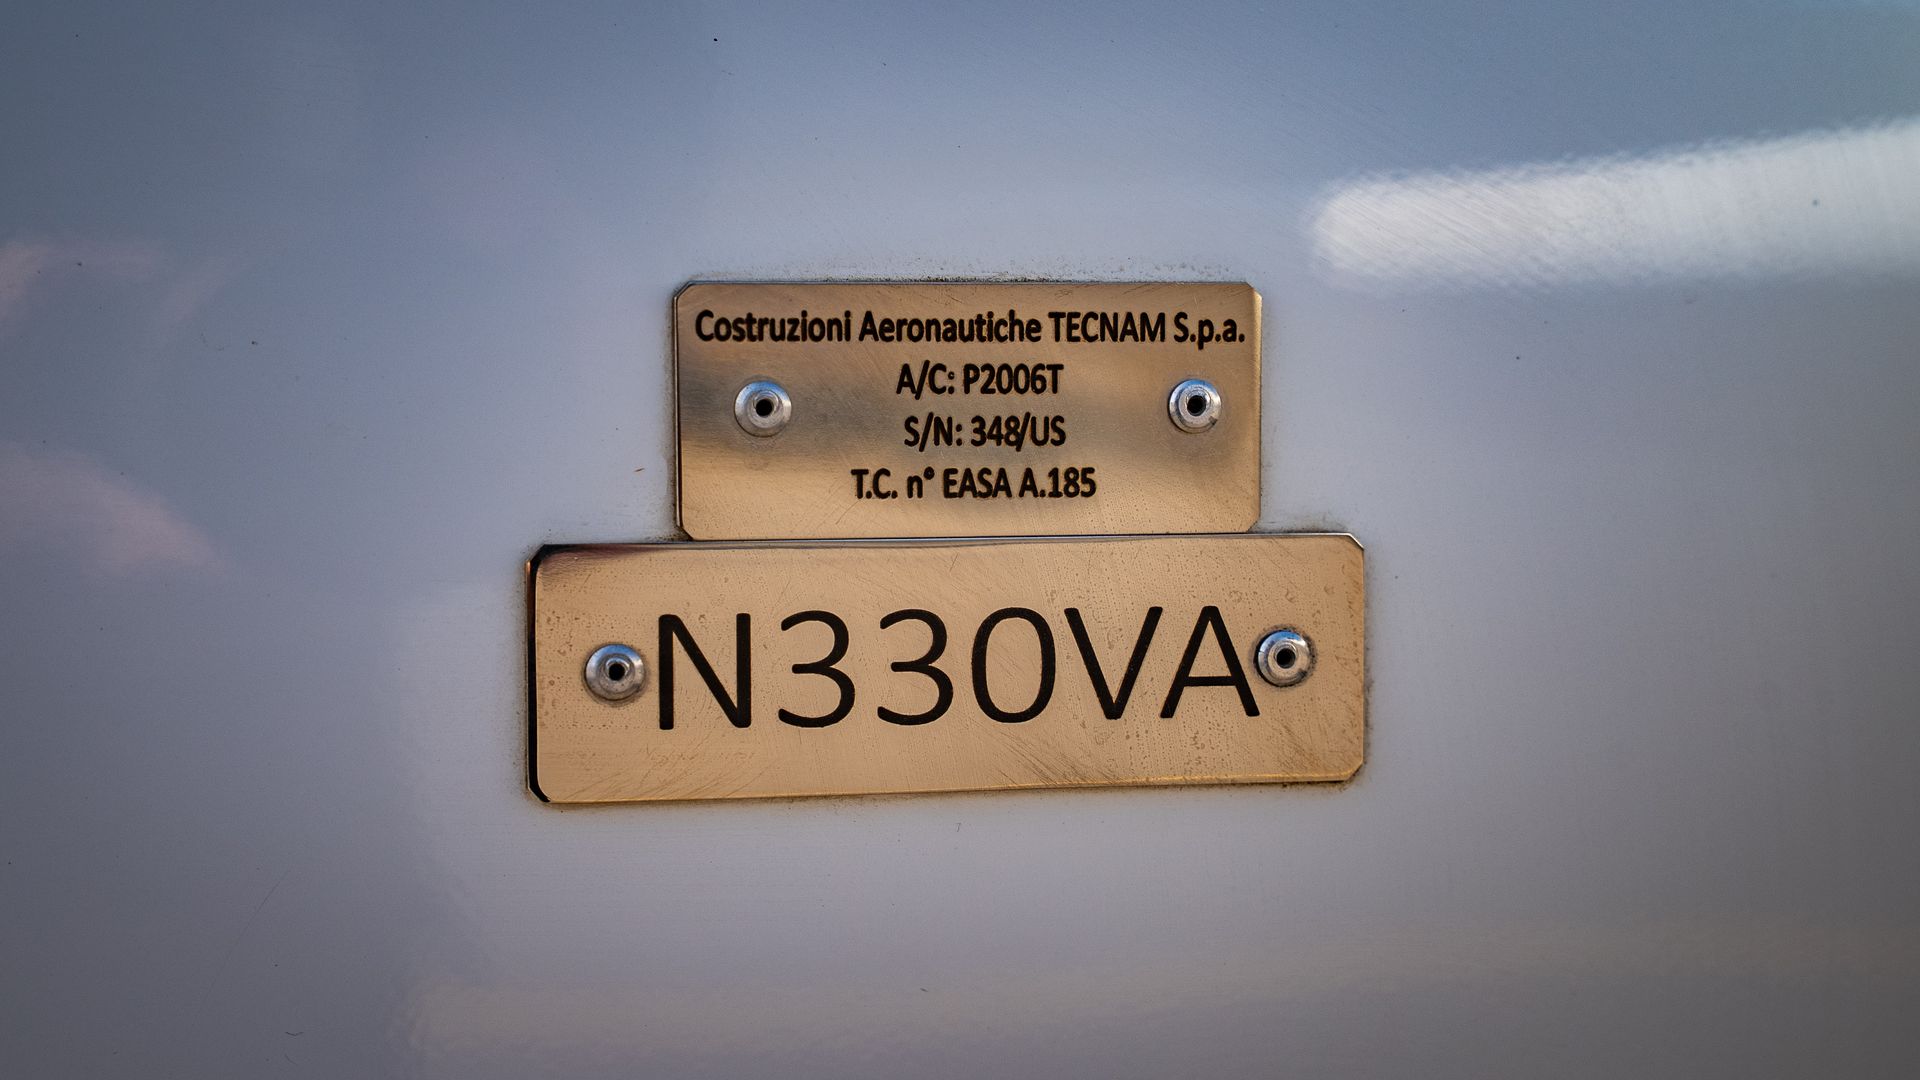 Costruzioni Aeronautiche TECNAM S.p.a.
A/C: P2006T
S/N: 348/US
T.C. n° EASA A.185
N330VA